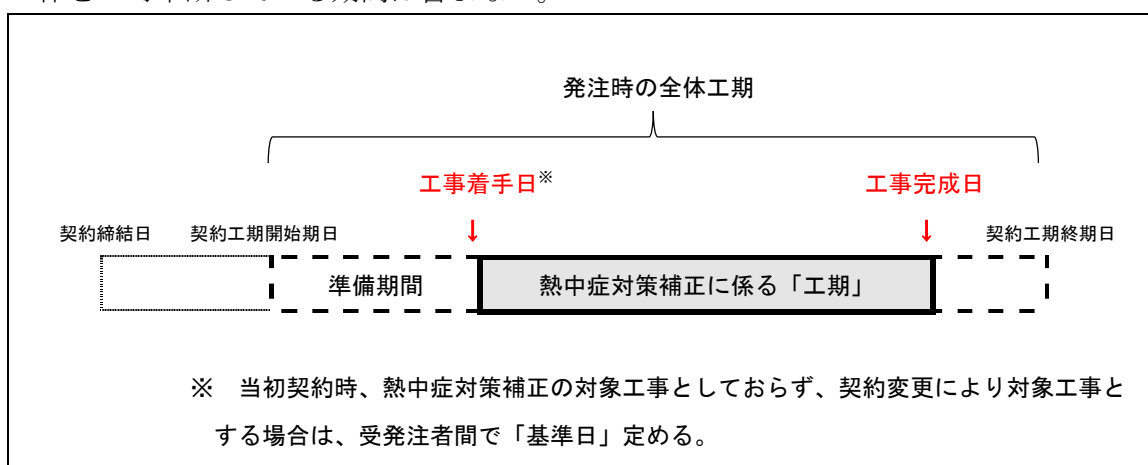 発注時の全体工期
工事着手日※
工事完成日
契約締結日
契約工期開始期日
↓
↓
契約工期終期日
準備期間
熱中症対策補正に係る「工期」
※　当初契約時、熱中症対策補正の対象工事としておらず、契約変更により対象工事と
する場合は、受発注者間で「基準日」定める。